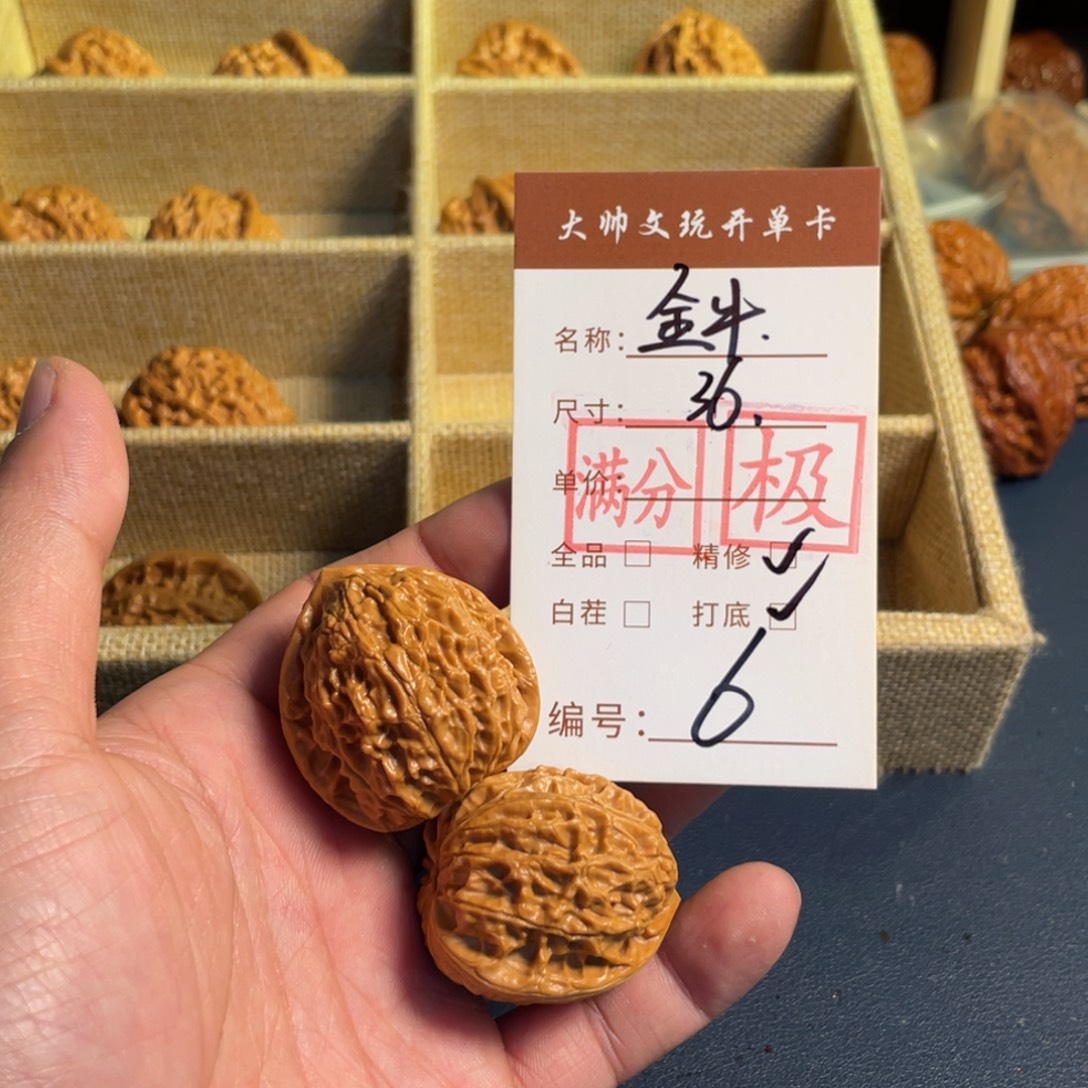 大帅文玩开单卡
名称：金牛.
尺寸：36.
单价：
满分 极
全品 □ 精修 ✓
白茬 □ 打底 ✓
编号：6